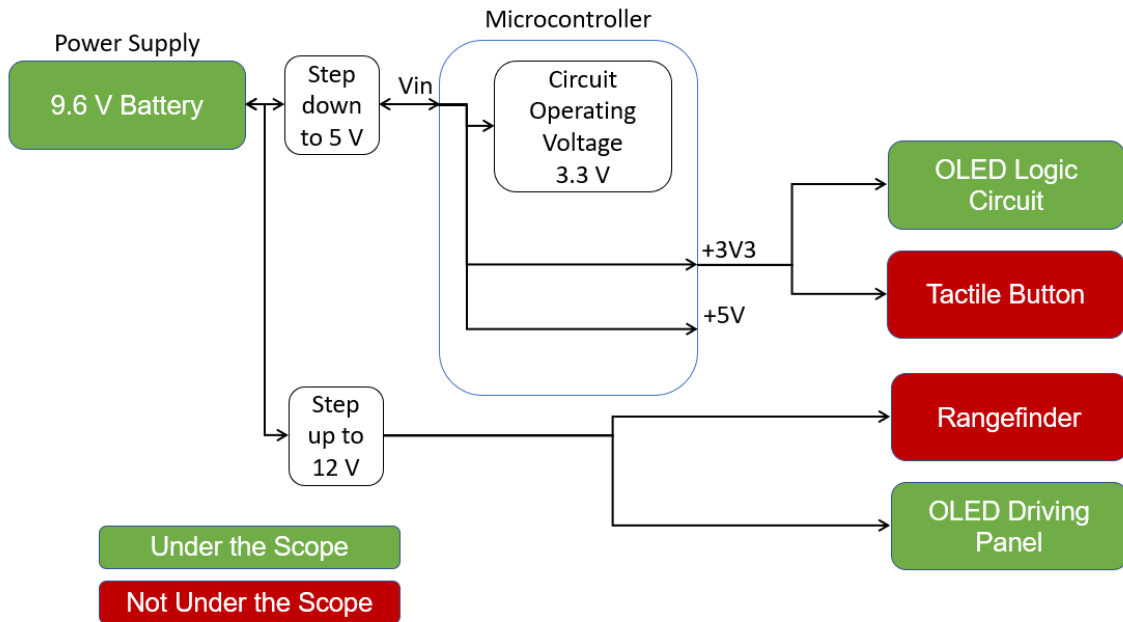 Microcontroller
Power Supply
9.6 V Battery
Step
down
to 5 V
Vin
Circuit
Operating
Voltage
3.3 V
OLED Logic
Circuit
+3V3
Tactile Button
+5V
Step
up to
12 V
Rangefinder
OLED Driving
Panel
Under the Scope
Not Under the Scope